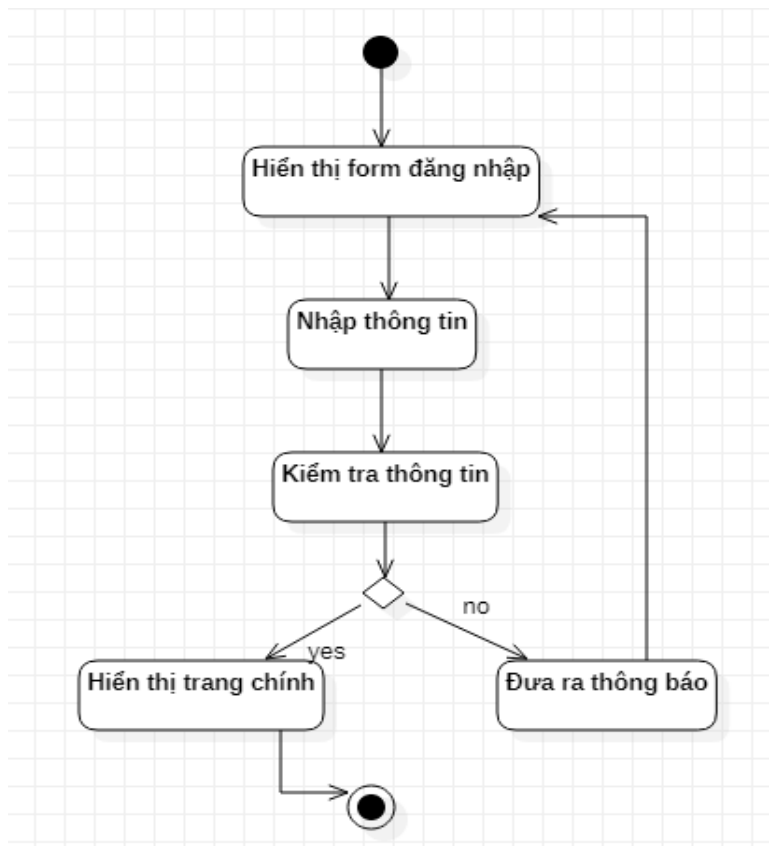 Hiển thị form đăng nhập
Nhập thông tin
Kiểm tra thông tin
no
yes
Hiển thị trang chính
Đưa ra thông báo